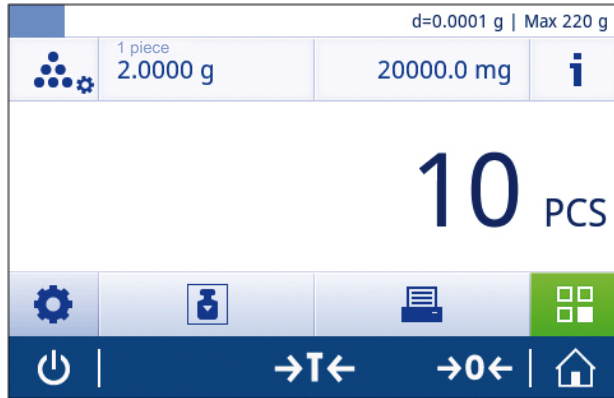 d=0.0001 g | Max 220 g
1 piece
2.0000 g
20000.0 mg
i
10 PCS
→T←
→0←